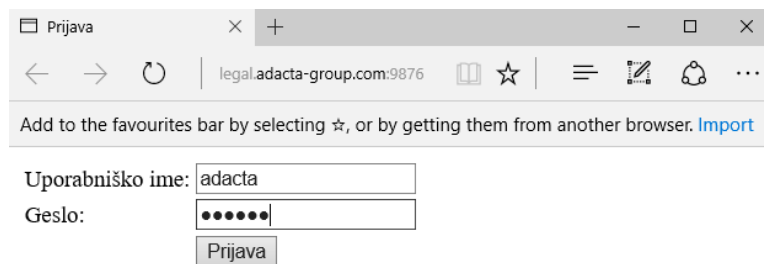 Prijava
legal.adacta-group.com:9876
Add to the favourites bar by selecting ☆, or by getting them from another browser. Import
Uporabniško ime: adacta
Geslo: ●●●●●●
Prijava